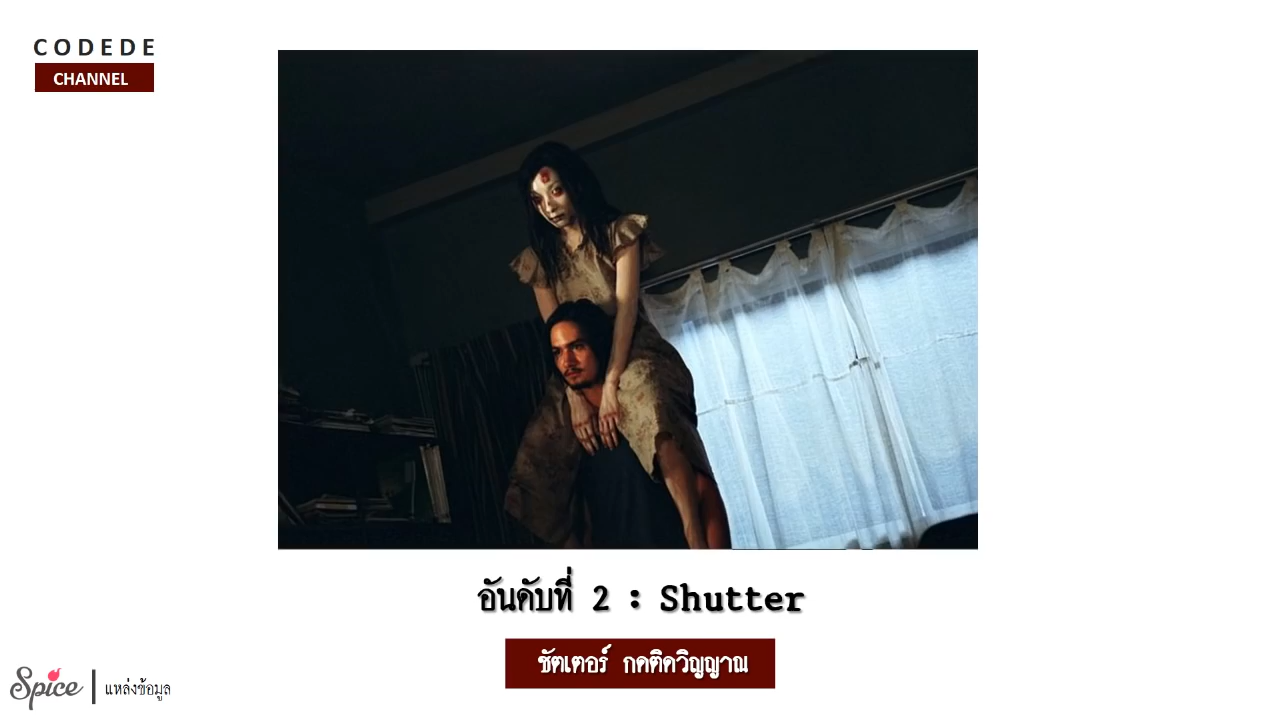 CODEDE
CHANNEL
อันดับที่ 2 : Shutter
ชัตเตอร์ กดติดวิญญาณ
Spice | แหล่งข้อมูล